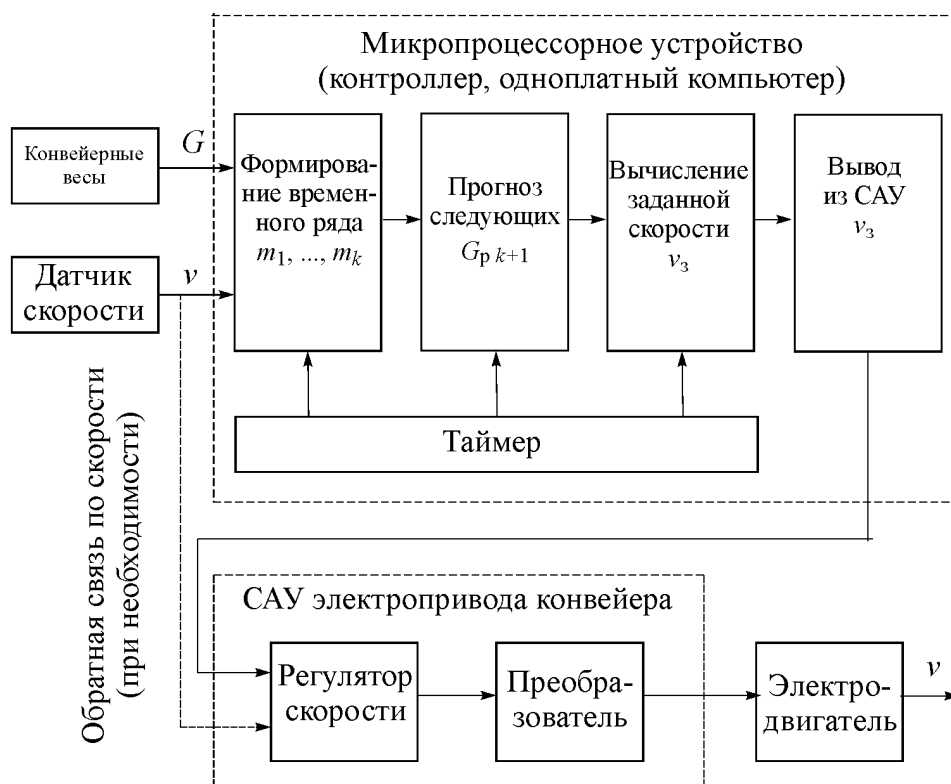 Микропроцессорное устройство
(контроллер, одноплатный компьютер)
Конвейерные
весы
G
Формирова-
ние времен-
ного ряда
m₁, ..., mₖ
Прогноз
следующих
Gр k+1
Вычисление
заданной
скорости
vз
Вывод
из САУ
vз
Датчик
скорости
v
Таймер
Обратная связь по скорости
(при необходимости)
САУ электропривода конвейера
Регулятор
скорости
Преобра-
зователь
Электро-
двигатель
v